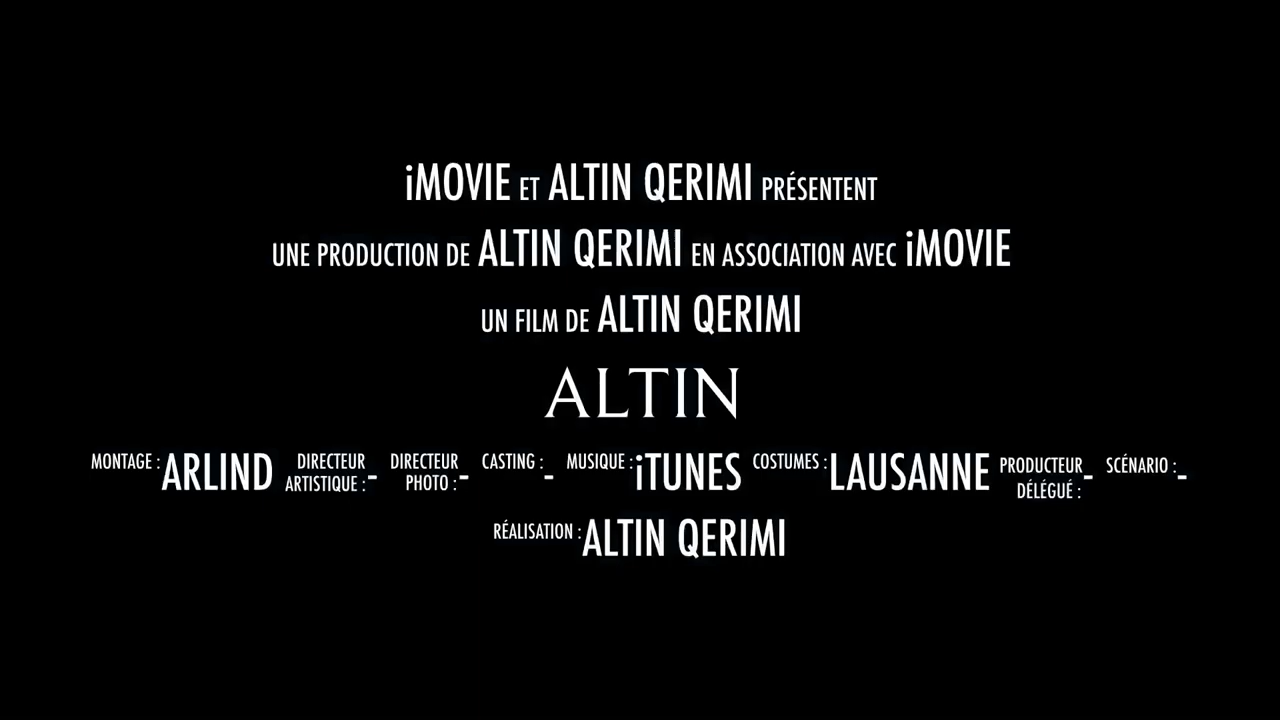 iMOVIE ET ALTIN QERIMI PRÉSENTENT
UNE PRODUCTION DE ALTIN QERIMI EN ASSOCIATION AVEC iMOVIE
UN FILM DE ALTIN QERIMI
ALTIN
MONTAGE : ARLIND DIRECTEUR ARTISTIQUE : - DIRECTEUR PHOTO : - CASTING : - MUSIQUE : iTUNES COSTUMES : LAUSANNE PRODUCTEUR DÉLÉGUÉ : - SCÉNARIO : -
RÉALISATION : ALTIN QERIMI